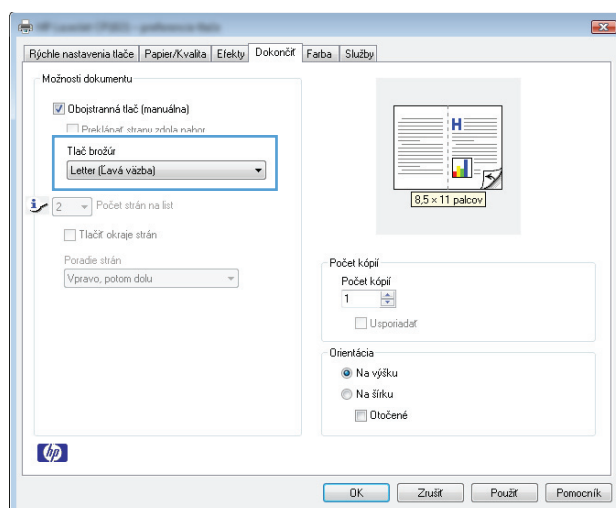 Rýchle nastavenia tlače Papier/Kvalita Efekty Dokončiť Farba Služby
Možnosti dokumentu
Obojstranná tlač (manuálna)
Prekláпať stranu zdola nahor
Tlač brožúr
Letter (Ľavá väzba)
2 Počet strán na list
Tlačiť okraje strán
Poradie strán
Vpravo, potom dolu
H
8,5 × 11 palcov
Počet kópií
Počet kópií
1
Usporiadať
Orientácia
Na výšku
Na šírku
Otočené
hp
OK Zrušiť Použiť Pomocník